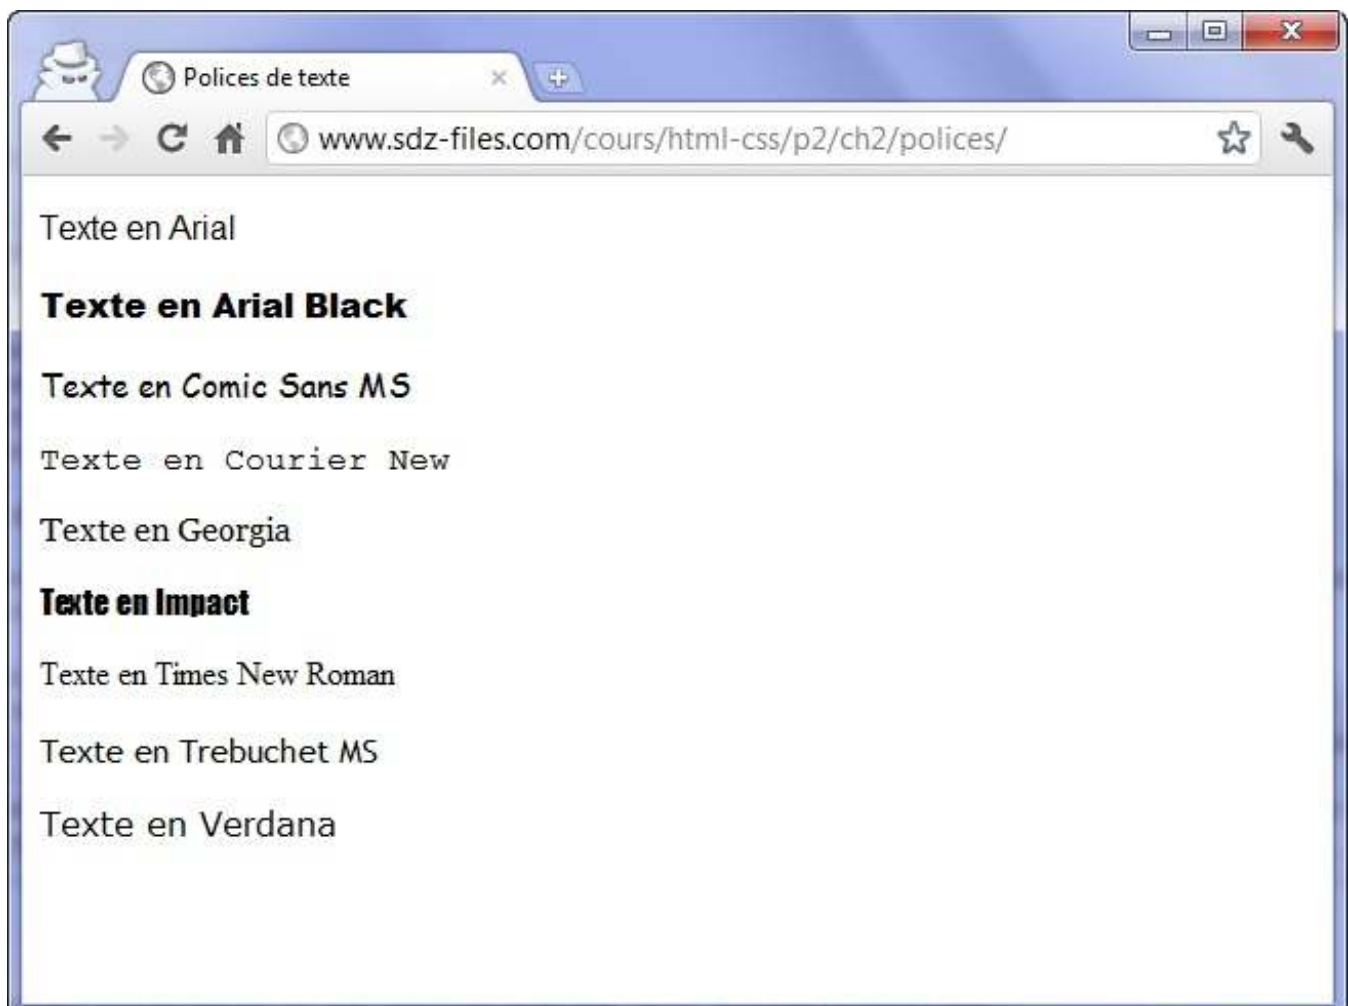 Polices de texte
www.sdz-files.com/cours/html-css/p2/ch2/polices/
Texte en Arial
Texte en Arial Black
Texte en Comic Sans MS
Texte en Courier New
Texte en Georgia
Texte en Impact
Texte en Times New Roman
Texte en Trebuchet MS
Texte en Verdana